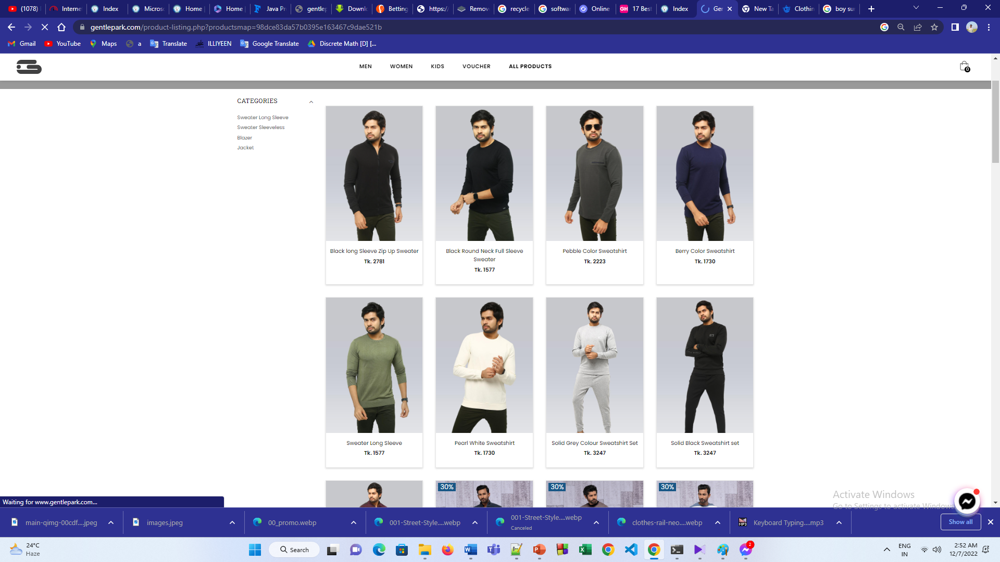 (1078)
Interne
Index
Micros
Home
Home
Java Pr
gentlep
Downl
Betting
https:/
Remov
recycle
softwa
Online
GH 17 Best
Index
Ger
New Ta
Clothin
boy su
gentlepark.com/product-listing.php?productsmap=98dce83da57b0395e163467c9dae521b
Gmail
YouTube
Maps
a
Translate
ILLIYEEN
Google Translate
Discrete Math [D] [...
MEN
WOMEN
KIDS
VOUCHER
ALL PRODUCTS
0
CATEGORIES
Sweater Long Sleeve
Sweater Sleeveless
Blazer
Jacket
Black long Sleeve Zip Up Sweater
Tk. 2781
Black Round Neck Full Sleeve
Sweater
Tk. 1577
Pebble Color Sweatshirt
Tk. 2223
Berry Color Sweatshirt
Tk. 1730
Sweater Long Sleeve
Tk. 1577
Pearl White Sweatshirt
Tk. 1730
Solid Grey Colour Sweatshirt Set
Tk. 3247
Solid Black Sweatshirt set
Tk. 3247
30%
30%
30%
Activate Windows
Go to Settings to activate Windows
Waiting for www.gentlepark.com...
main-qimg-00cdf....jpeg
images.jpeg
00_promo.webp
001-Street-Style....webp
001-Street-Style....webp
Canceled
clothes-rail-neo....webp
MP3
Keyboard Typing....mp3
Show all
24°C
Haze
Search
2
ENG
IN
2:52 AM
12/7/2022